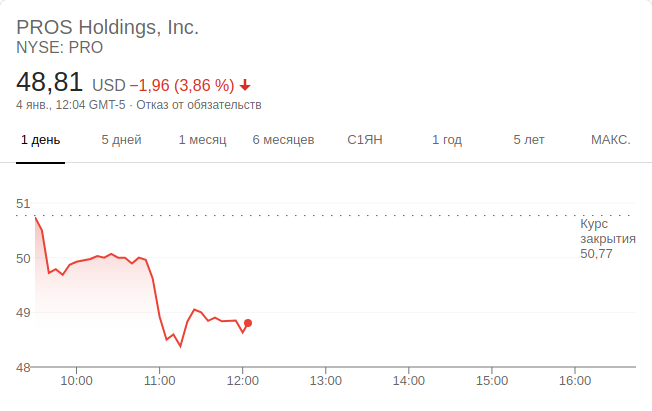 PROS Holdings, Inc.
NYSE: PRO
48,81 USD −1,96 (3,86 %)
4 янв., 12:04 GMT-5 · Отказ от обязательств
1 день 5 дней 1 месяц 6 месяцев С1ЯН 1 год 5 лет МАКС.
51
Курс
закрытия
50,77
50
49
48
10:00 11:00 12:00 13:00 14:00 15:00 16:00